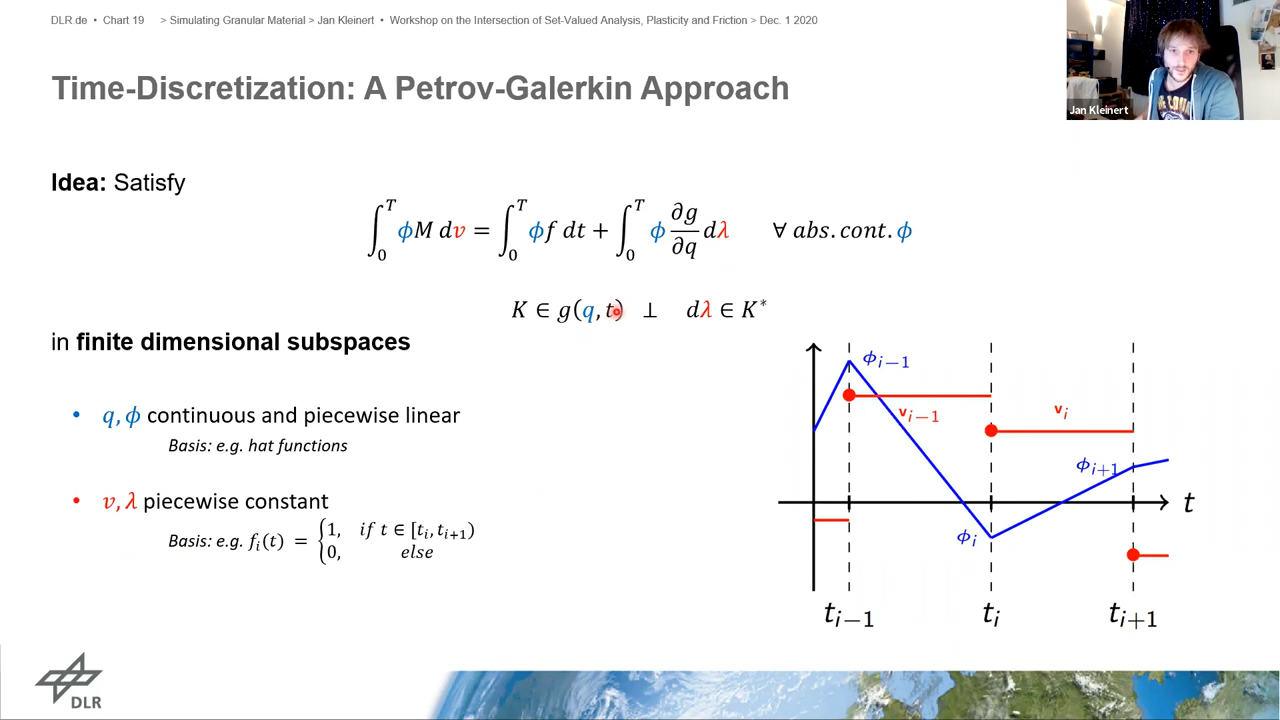 DLR.de • Chart 19 > Simulating Granular Material > Jan Kleinert • Workshop on the Intersection of Set-Valued Analysis, Plasticity and Friction > Dec. 1 2020
Jan Kleinert
Time-Discretization: A Petrov-Galerkin Approach
Idea: Satisfy
∫₀ᵀ ϕM dv = ∫₀ᵀ ϕf dt + ∫₀ᵀ ϕ ∂g/∂q dλ ∀ abs.cont.ϕ
K ∈ g(q, t) ⊥ dλ ∈ K*
in finite dimensional subspaces
• q, ϕ continuous and piecewise linear
Basis: e.g. hat functions
• v, λ piecewise constant
Basis: e.g. fᵢ(t) = {1, if t ∈ [tᵢ, tᵢ₊₁)
0, else
ϕᵢ₋₁
vᵢ₋₁
vᵢ
ϕᵢ₊₁
ϕᵢ
t
tᵢ₋₁ tᵢ tᵢ₊₁
DLR